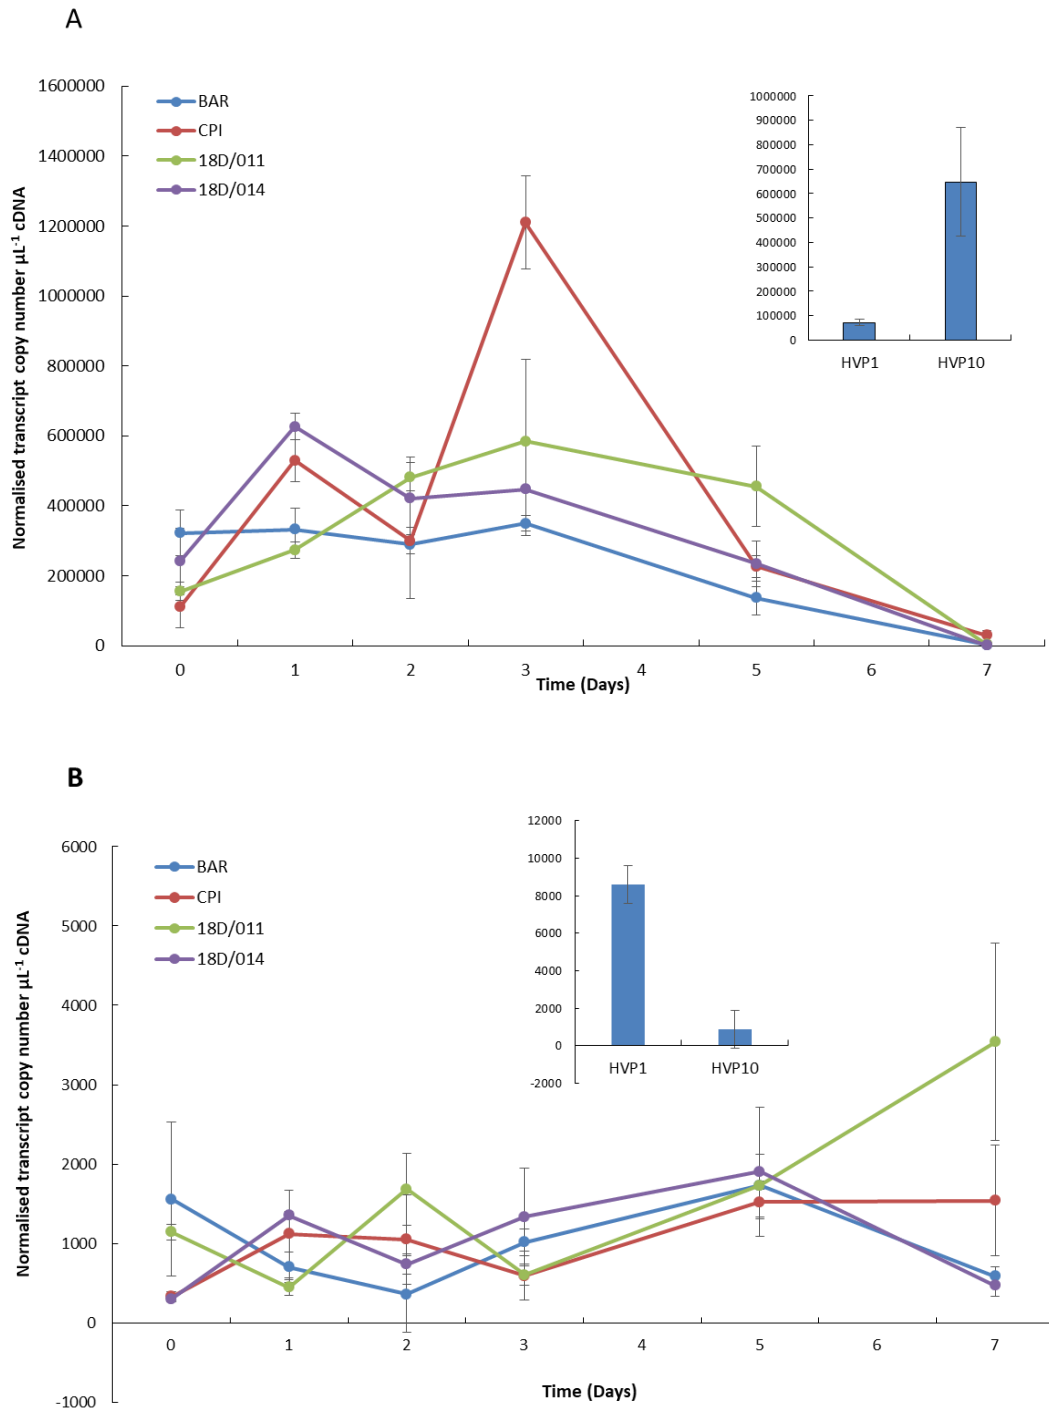 A
Normalised transcript copy number µL-1 cDNA
1600000
1400000
1200000
1000000
800000
600000
400000
200000
0
BAR
CPI
18D/011
18D/014
1000000
900000
800000
700000
600000
500000
400000
300000
200000
100000
0
HVP1 HVP10
0 1 2 3 4 5 6 7
Time (Days)
B
Normalised transcript copy number µL-1 cDNA
6000
5000
4000
3000
2000
1000
0
-1000
BAR
CPI
18D/011
18D/014
12000
10000
8000
6000
4000
2000
0
-2000
HVP1 HVP10
0 1 2 3 4 5 6 7
Time (Days)